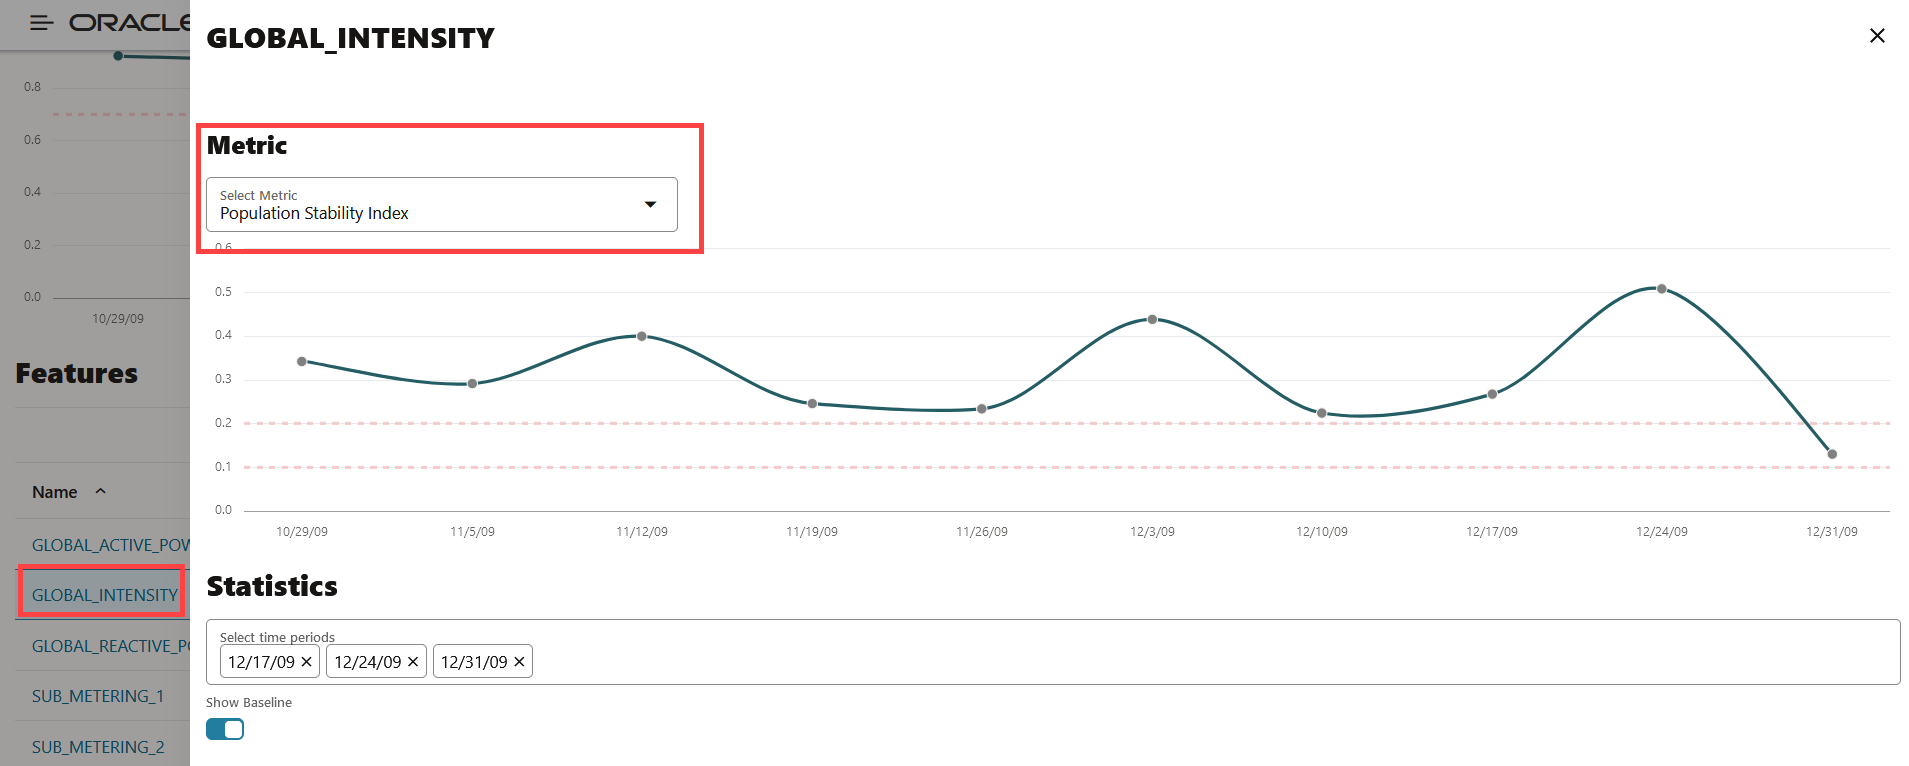 ORACLE
0.8
0.6
0.4
0.2
0.0
10/29/09
Features
Name
GLOBAL_ACTIVE_POW
GLOBAL_INTENSITY
GLOBAL_REACTIVE_PO
SUB_METERING_1
SUB_METERING_2
GLOBAL_INTENSITY
Metric
Select Metric
Population Stability Index
0.6
0.5
0.4
0.3
0.2
0.1
0.0
10/29/09 11/5/09 11/12/09 11/19/09 11/26/09 12/3/09 12/10/09 12/17/09 12/24/09 12/31/09
Statistics
Select time periods
12/17/09 12/24/09 12/31/09
Show Baseline